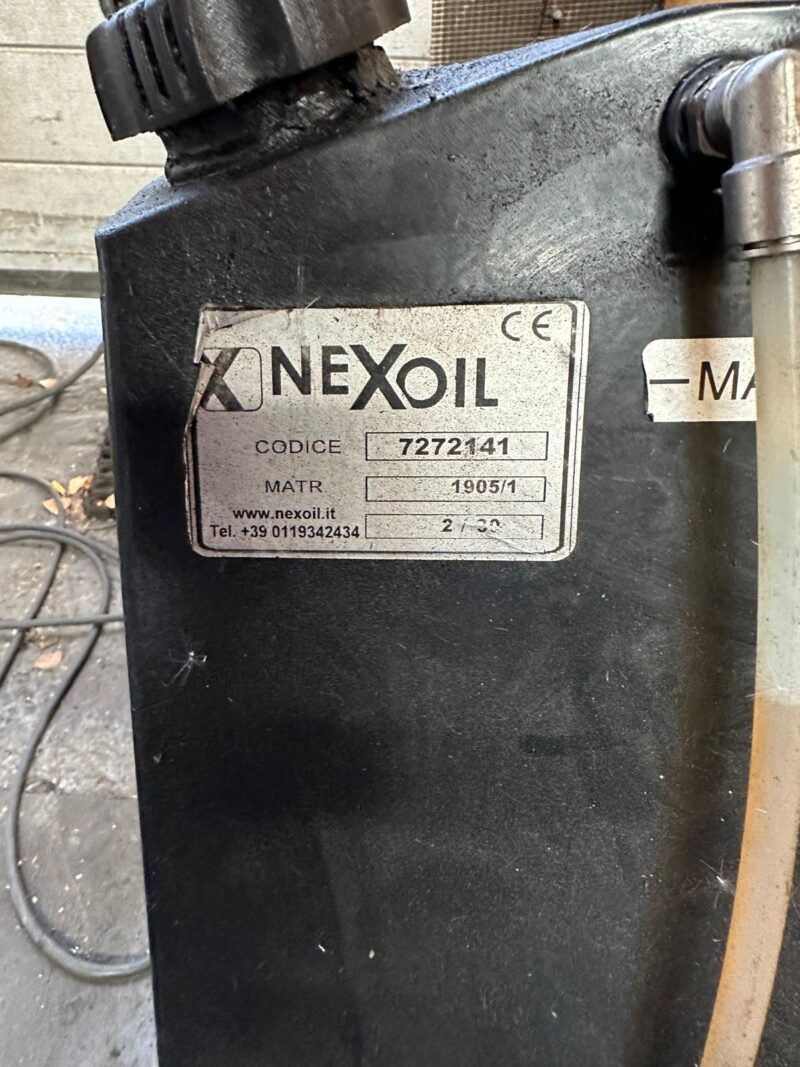 CE
X NEXOIL
CODICE 7272141
MATR 1905/1
www.nexoil.it
Tel. +39 0119342434
—MA